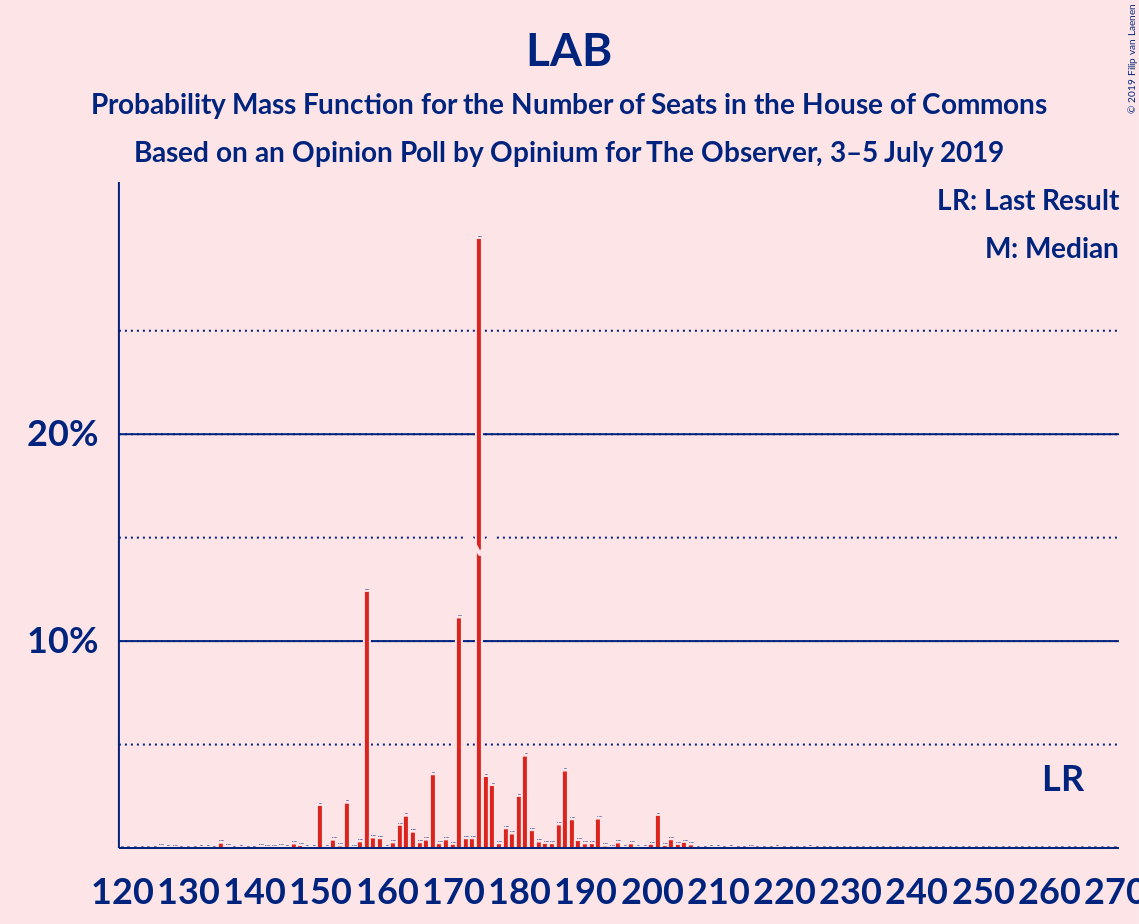 LAB
Probability Mass Function for the Number of Seats in the House of Commons
Based on an Opinion Poll by Opinium for The Observer, 3–5 July 2019
© 2019 Filip van Laenen
LR: Last Result
M: Median
20%
10%
LR
120 130 140 150 160 170 180 190 200 210 220 230 240 250 260 270